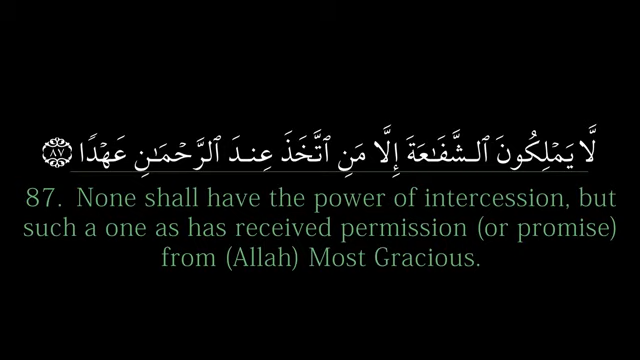 لَّا يَمْلِكُونَ ٱلشَّفَـٰعَةَ إِلَّا مَنِ ٱتَّخَذَ عِندَ ٱلرَّحْمَـٰنِ عَهْدًا ٨٧
87. None shall have the power of intercession, but
such a one as has received permission (or promise)
from (Allah) Most Gracious.